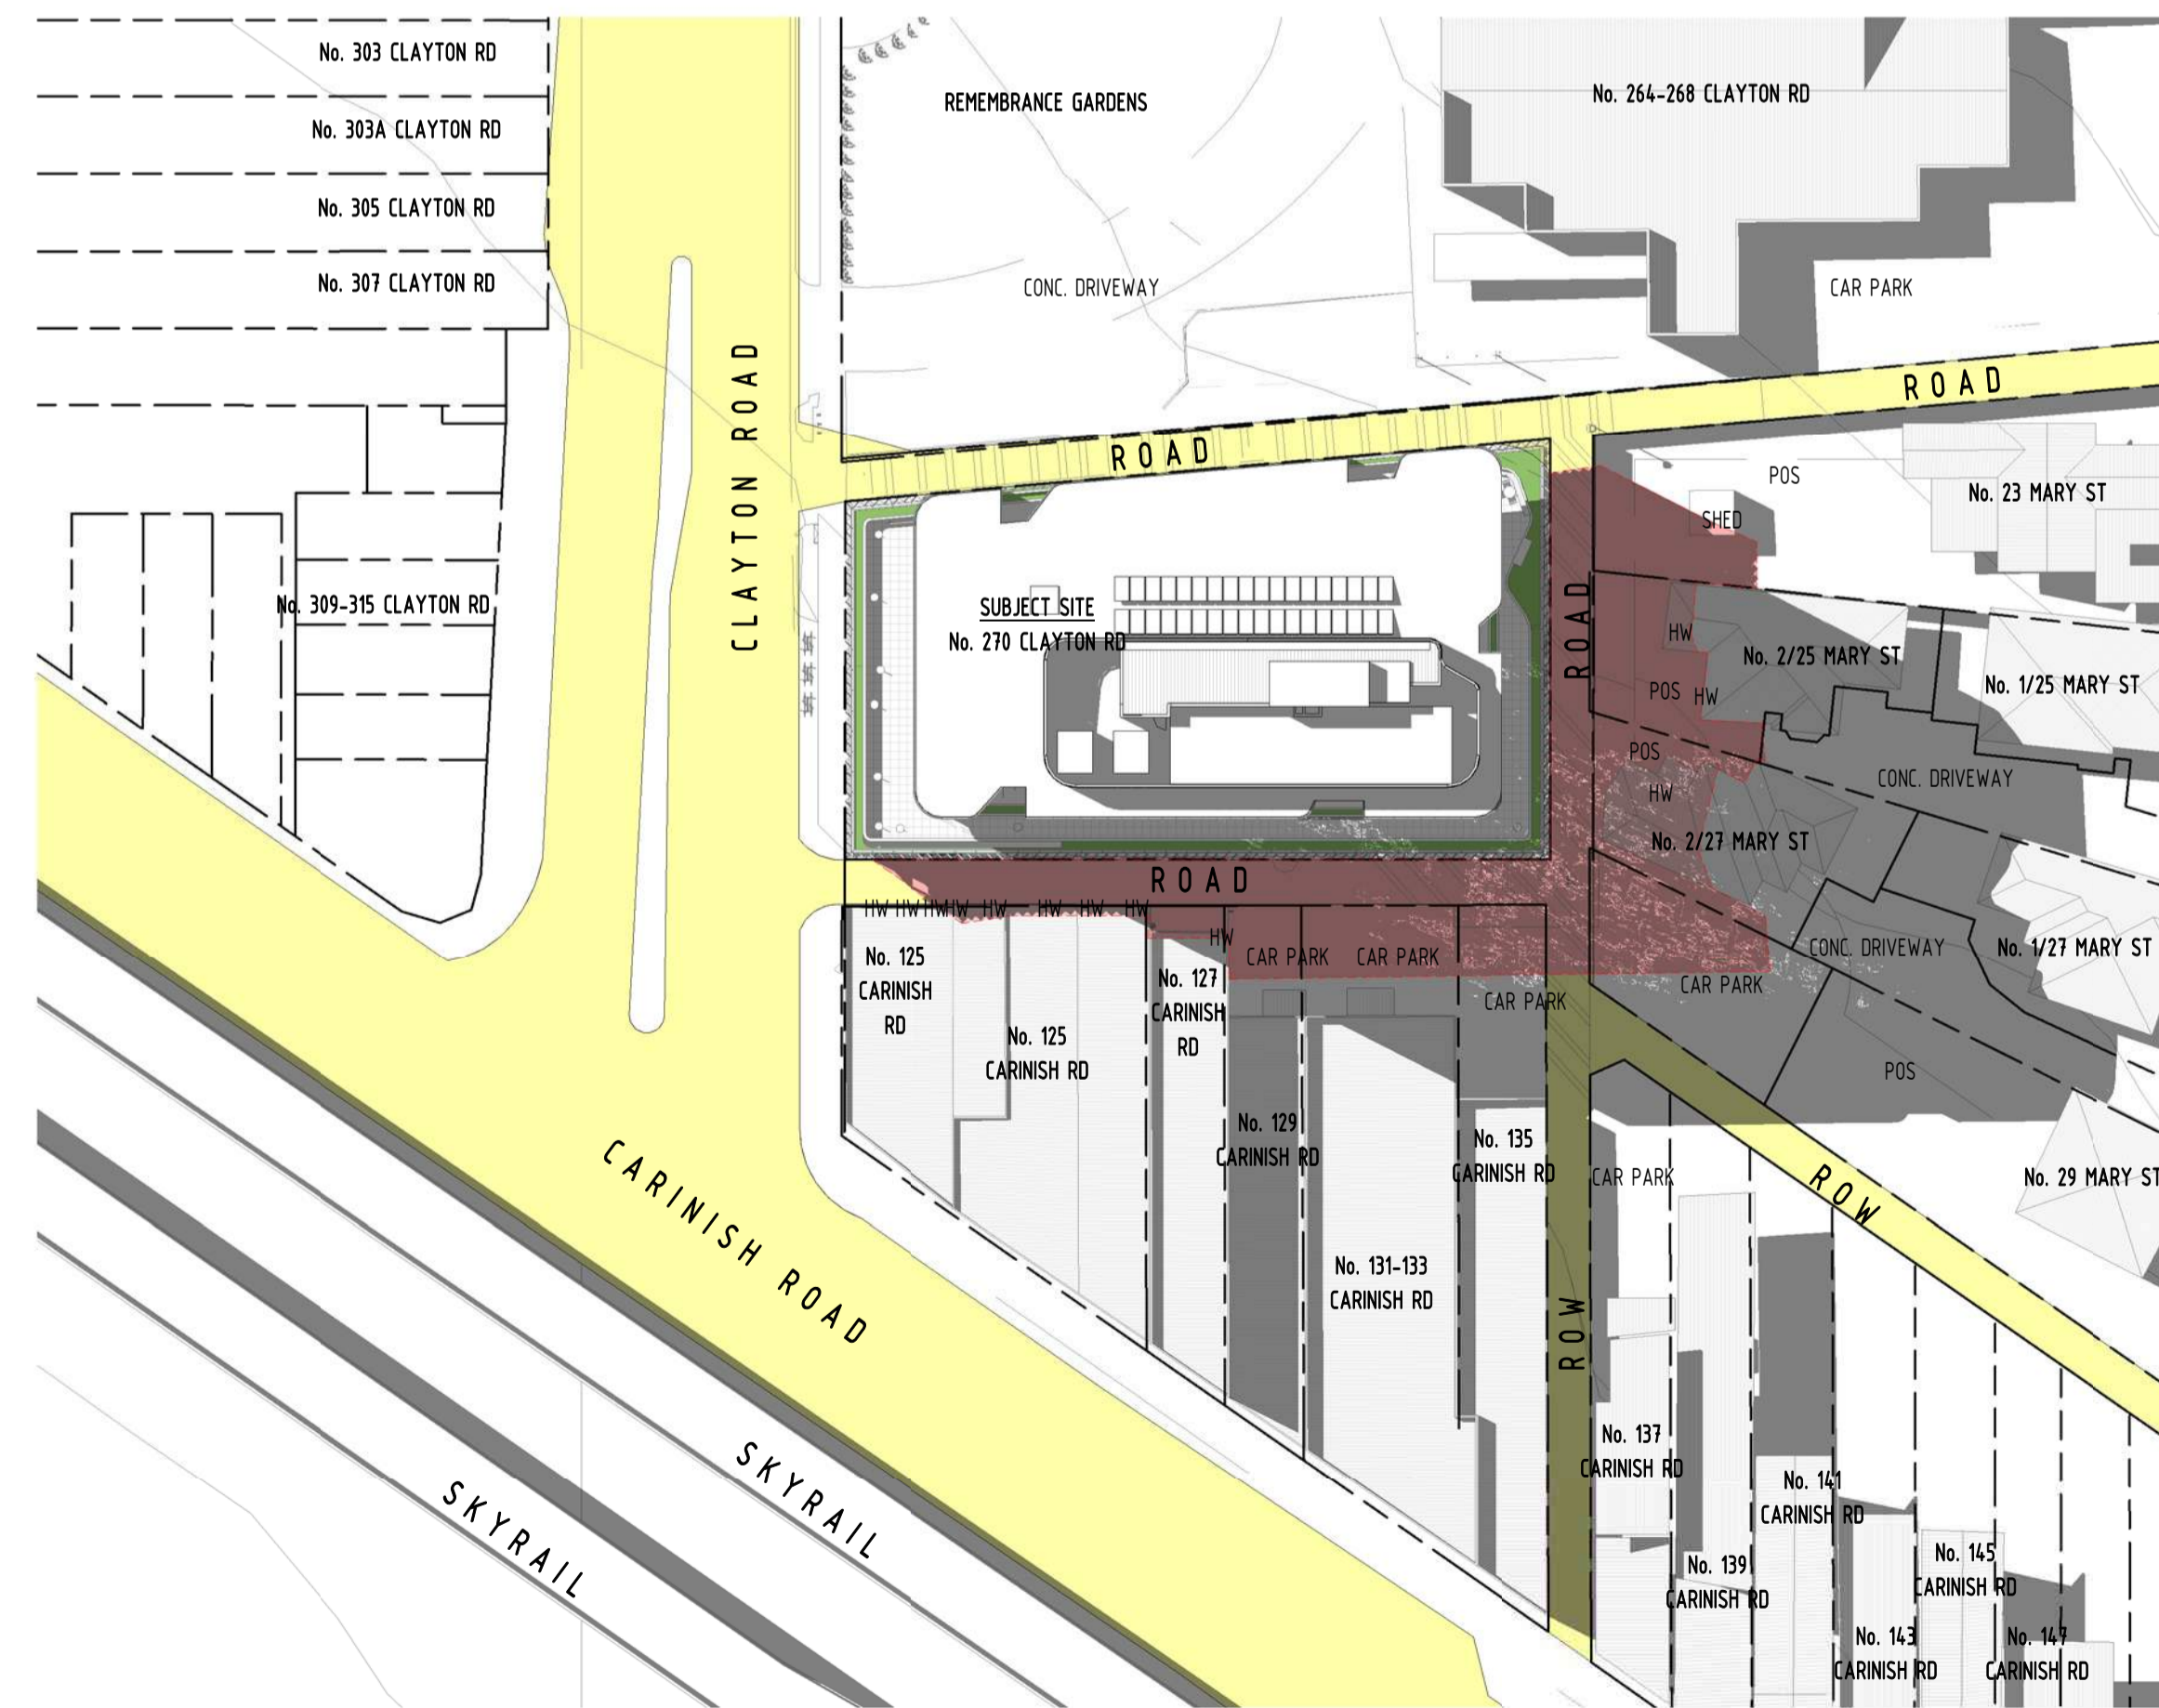 No. 303 CLAYTON RD
No. 303A CLAYTON RD
No. 305 CLAYTON RD
No. 307 CLAYTON RD
No. 309-315 CLAYTON RD
CLAYTON ROAD
REMEMBRANCE GARDENS
CONC. DRIVEWAY
No. 264-268 CLAYTON RD
CAR PARK
ROAD
ROAD
SUBJECT SITE
No. 270 CLAYTON RD
ROAD
POS
SHED
No. 23 MARY ST
HW
No. 2/25 MARY ST
POS
HW
No. 1/25 MARY ST
POS
HW
CONC. DRIVEWAY
No. 2/27 MARY ST
ROAD
HW HW HW HW HW HW HW HW
HW
CAR PARK
CAR PARK
CAR PARK
CAR PARK
CONC. DRIVEWAY
No. 1/27 MARY ST
POS
No. 29 MARY ST
No. 125
CARINISH
RD
No. 125
CARINISH RD
No. 127
CARINISH
RD
No. 129
CARINISH RD
No. 131-133
CARINISH RD
No. 135
CARINISH RD
CAR PARK
ROW
ROW
No. 137
CARINISH RD
No. 139
CARINISH RD
No. 141
CARINISH RD
No. 143
CARINISH RD
No. 145
CARINISH RD
No. 147
CARINISH RD
CARINISH ROAD
SKYRAIL
SKYRAIL